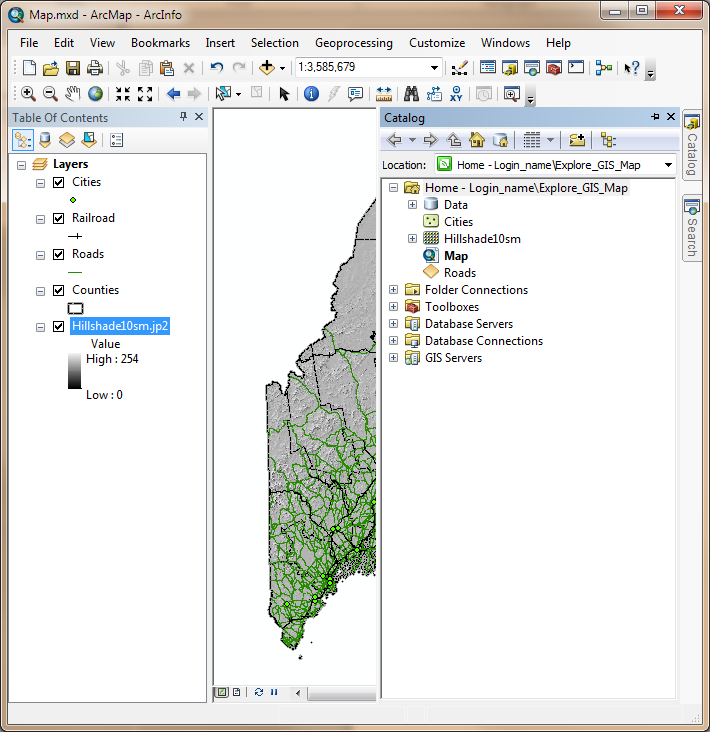 Map.mxd - ArcMap - ArcInfo
File Edit View Bookmarks Insert Selection Geoprocessing Customize Windows Help
1:3,585,679
XY
Table Of Contents
Layers
Cities
Railroad
Roads
Counties
Hillshade10sm.jp2
Value
High : 254
Low : 0
Catalog
Location: Home - Login_name\Explore_GIS_Map
Home - Login_name\Explore_GIS_Map
Data
Cities
Hillshade10sm
Map
Roads
Folder Connections
Toolboxes
Database Servers
Database Connections
GIS Servers
Catalog
Search